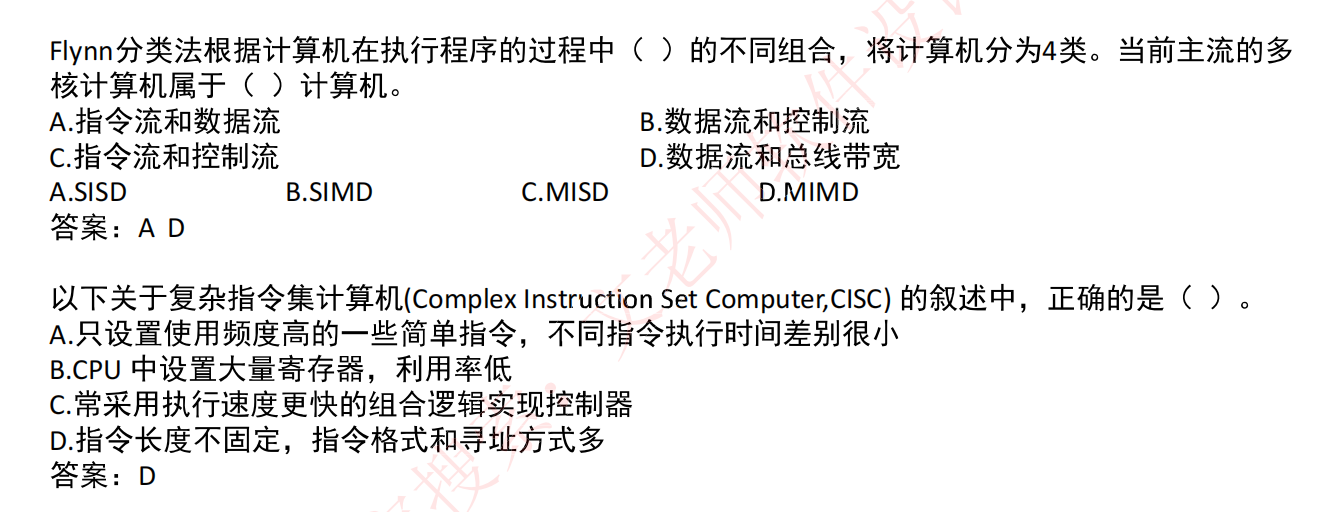 Flynn分类法根据计算机在执行程序的过程中（ ）的不同组合，将计算机分为4类。当前主流的多
核计算机属于（ ）计算机。
A.指令流和数据流 B.数据流和控制流
C.指令流和控制流 D.数据流和总线带宽
A.SISD B.SIMD C.MISD D.MIMD
答案：A D
以下关于复杂指令集计算机(Complex Instruction Set Computer,CISC) 的叙述中，正确的是（ ）。
A.只设置使用频度高的一些简单指令，不同指令执行时间差别很小
B.CPU 中设置大量寄存器，利用率低
C.常采用执行速度更快的组合逻辑实现控制器
D.指令长度不固定，指令格式和寻址方式多
答案：D
搜索：文老师软件设